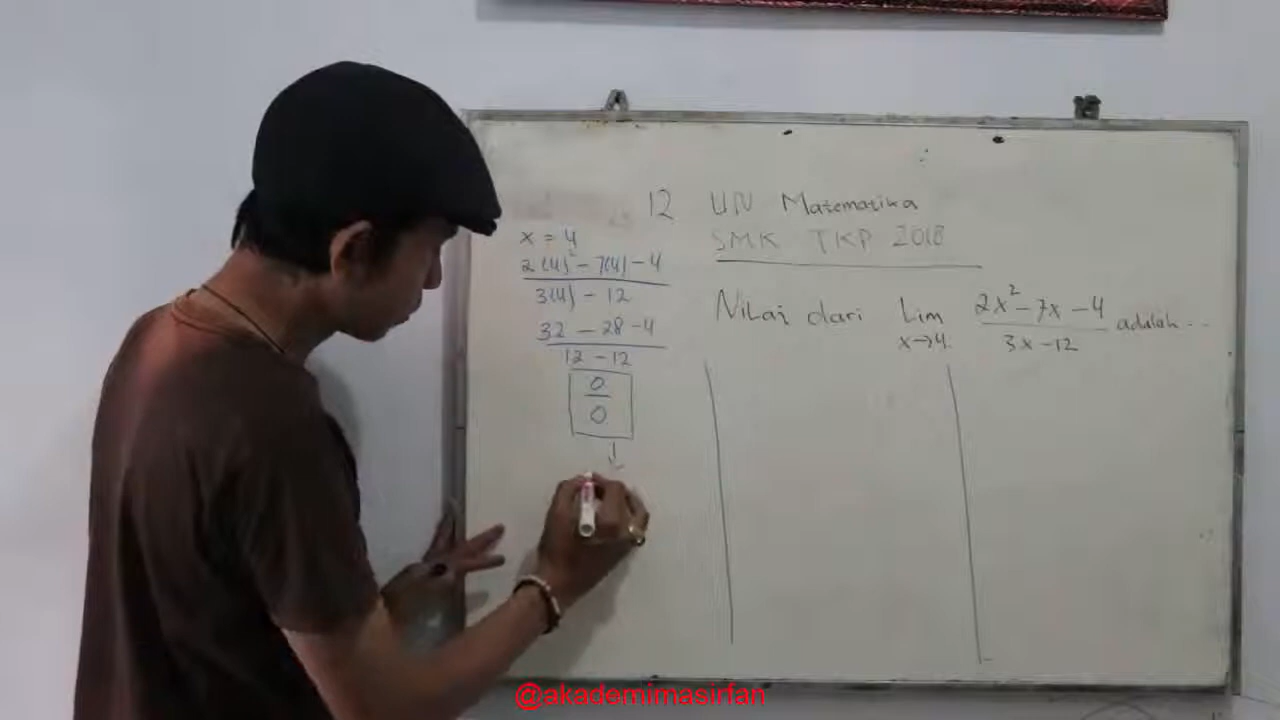 12 UN Matematika
SMK TKP 2018
x = 4
2(4)² - 7(4) - 4
3(4) - 12
32 - 28 - 4
12 - 12
0
0
Nilai dari Lim 2x² - 7x - 4 adalah ...
x→4 3x - 12
@akademimasirfan